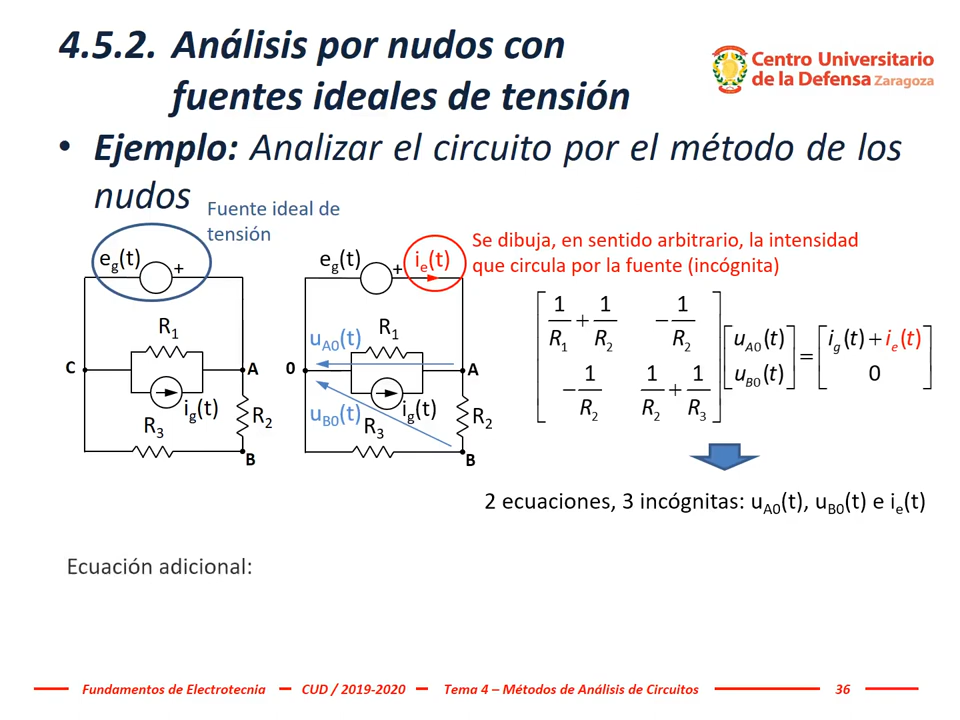 4.5.2. Análisis por nudos con
fuentes ideales de tensión
Centro Universitario
de la Defensa Zaragoza
• Ejemplo: Analizar el circuito por el método de los
nudos
Fuente ideal de
tensión
eg(t)
+
R1
C
A
ig(t)
R2
R3
B
eg(t)
+
ie(t)
uA0(t)
R1
0
A
uB0(t)
ig(t)
R2
R3
B
Se dibuja, en sentido arbitrario, la intensidad
que circula por la fuente (incógnita)
1/R1 + 1/R2 − 1/R2 uA0(t) = ig(t) + ie(t)
− 1/R2 1/R2 + 1/R3 uB0(t) 0
2 ecuaciones, 3 incógnitas: uA0(t), uB0(t) e ie(t)
Ecuación adicional:
Fundamentos de Electrotecnia — CUD / 2019-2020 — Tema 4 – Métodos de Análisis de Circuitos 36